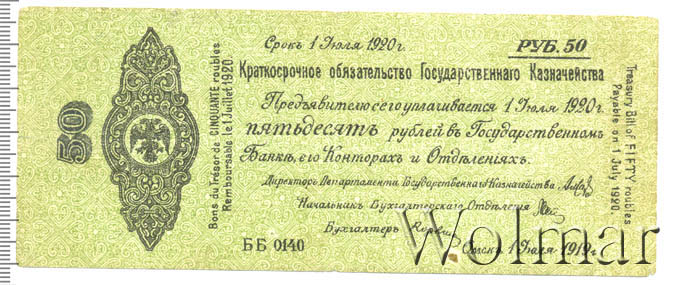 Срокъ 1 Июля 1920 г.
РУБ. 50
Краткосрочное обязательство Государственнаго Казначейства
Предъявителю сего уплачивается 1 Июля 1920 г.
пятьдесятъ рублей въ Государственномъ
Банкѣ, его Конторахъ и Отдѣленіяхъ.
Директоръ Департамента Государственнаго Казначейства
Начальникъ Бухгалтерскаго Отдѣленія
Бухгалтеръ
ББ 0140
Омскъ 1 Июля 1919 г.
50
Bons du Trésor de CINQUANTE roubles
Remboursable le 1 Juillet 1920
Treasury Bill of FIFTY roubles
Payable on 1 July 1920.
Wolmar